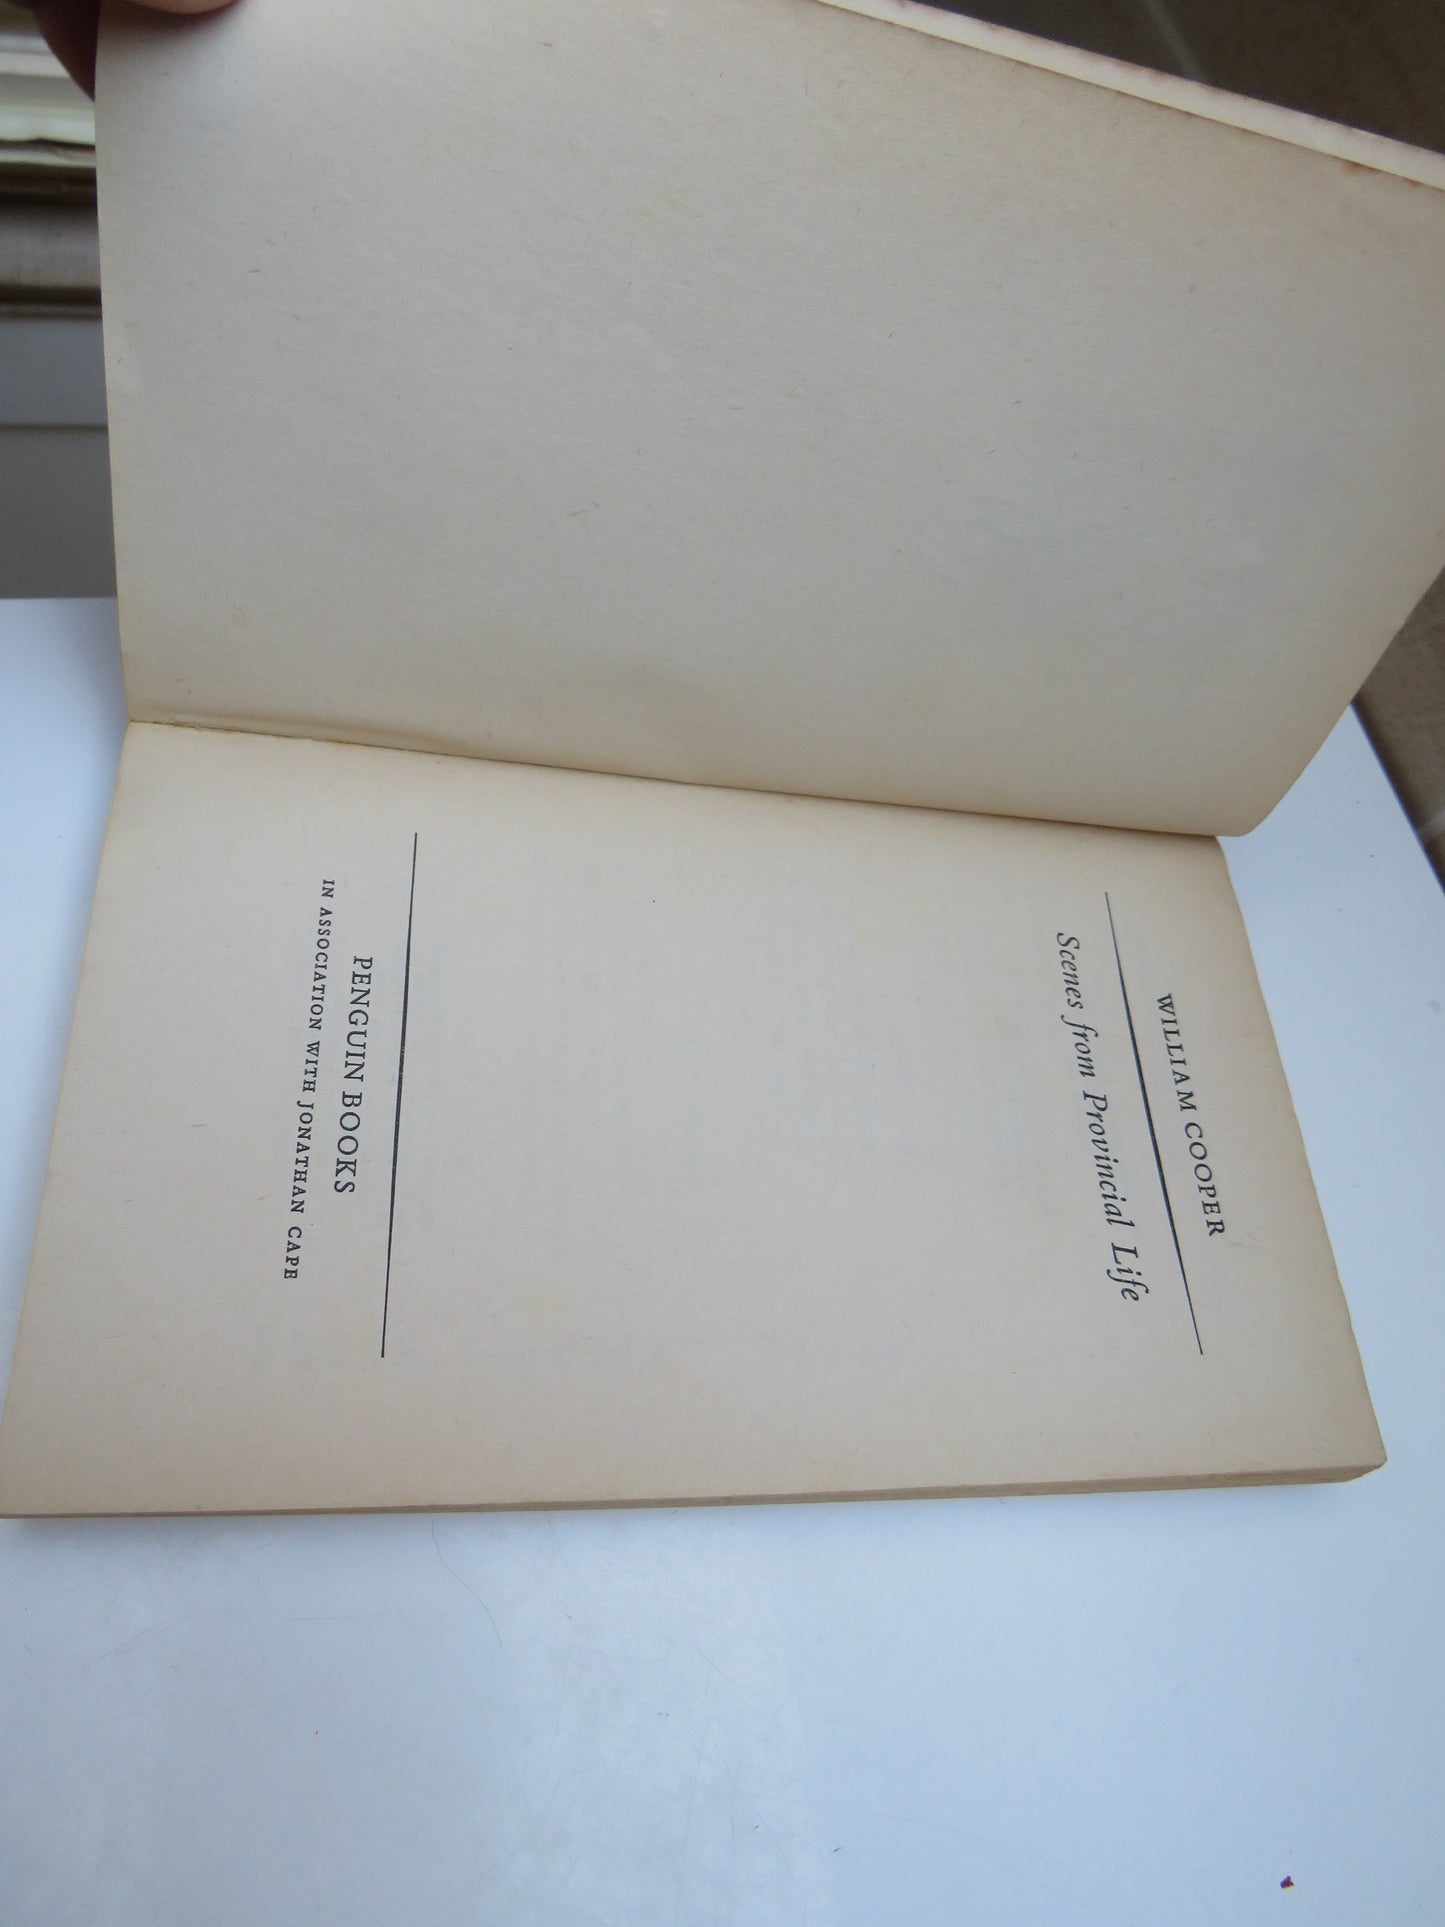 WILLIAM COOPER
Scenes from Provincial Life
PENGUIN BOOKS
IN ASSOCIATION WITH JONATHAN CAPE